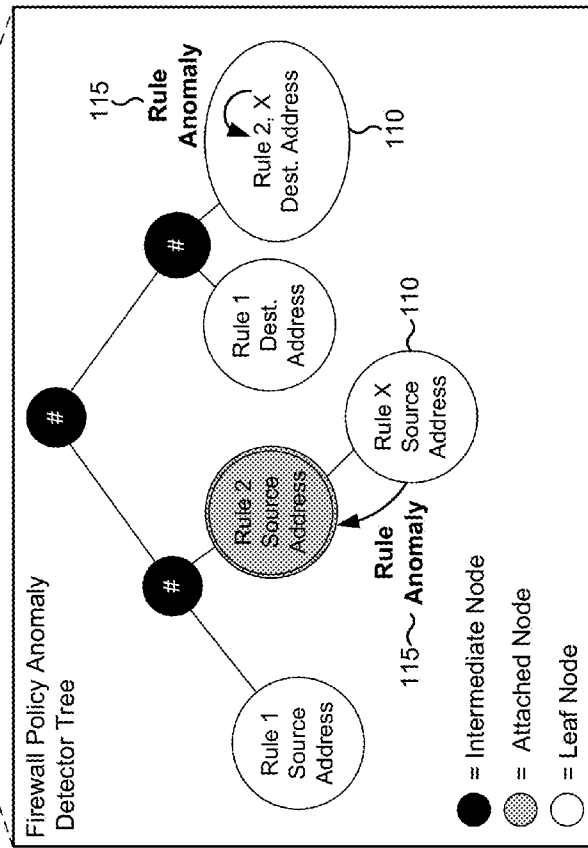 Firewall Policy Anomaly
Detector Tree
#
#
#
Rule 1
Source
Address
Rule 2
Source
Address
Rule X
Source
Address
110
115
Rule
Anomaly
Rule 1
Dest.
Address
Rule 2, X
Dest. Address
110
115
Rule
Anomaly
= Intermediate Node
= Attached Node
= Leaf Node